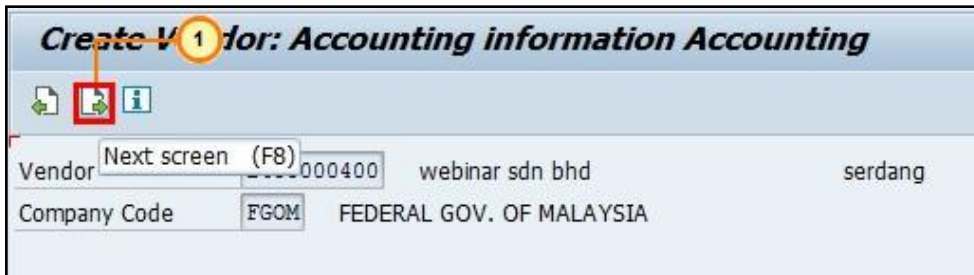 Create Vendor: Accounting information Accounting
1
Next screen (F8)
Vendor 000400 webinar sdn bhd serdang
Company Code FGOM FEDERAL GOV. OF MALAYSIA